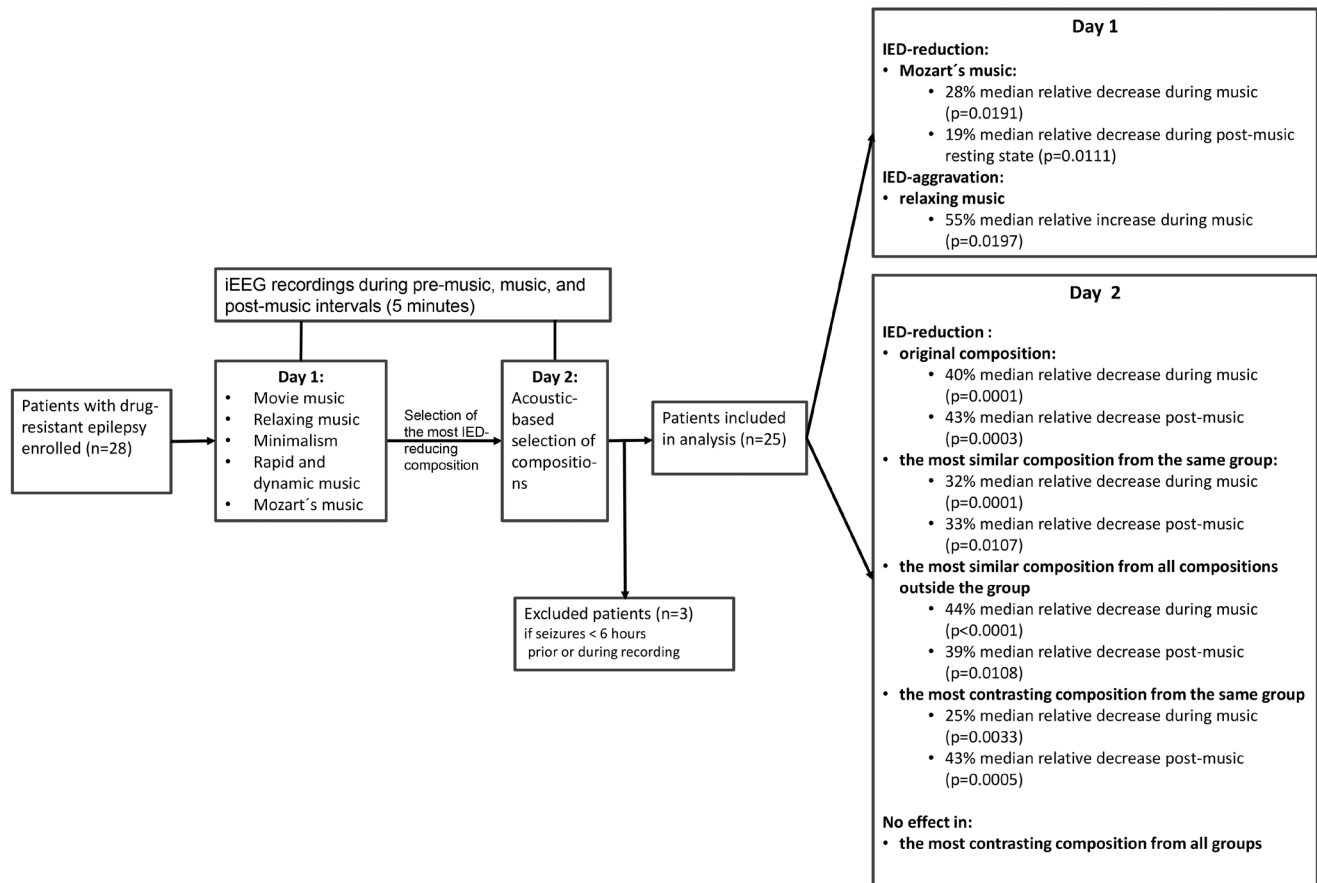 Patients with drug-
resistant epilepsy
enrolled (n=28)
iEEG recordings during pre-music, music, and
post-music intervals (5 minutes)
Day 1:
• Movie music
• Relaxing music
• Minimalism
• Rapid and
dynamic music
• Mozart´s music
Selection of
the most IED-
reducing
composition
Day 2:
Acoustic-
based
selection of
compositio-
ns
Excluded patients (n=3)
if seizures < 6 hours
prior or during recording
Patients included
in analysis (n=25)
Day 1
IED-reduction:
• Mozart´s music:
• 28% median relative decrease during music
(p=0.0191)
• 19% median relative decrease during post-music
resting state (p=0.0111)
IED-aggravation:
• relaxing music
• 55% median relative increase during music
(p=0.0197)
Day 2
IED-reduction :
• original composition:
• 40% median relative decrease during music
(p=0.0001)
• 43% median relative decrease post-music
(p=0.0003)
• the most similar composition from the same group:
• 32% median relative decrease during music
(p=0.0001)
• 33% median relative decrease post-music
(p=0.0107)
• the most similar composition from all compositions
outside the group
• 44% median relative decrease during music
(p<0.0001)
• 39% median relative decrease post-music
(p=0.0108)
• the most contrasting composition from the same group
• 25% median relative decrease during music
(p=0.0033)
• 43% median relative decrease post-music
(p=0.0005)
No effect in:
• the most contrasting composition from all groups